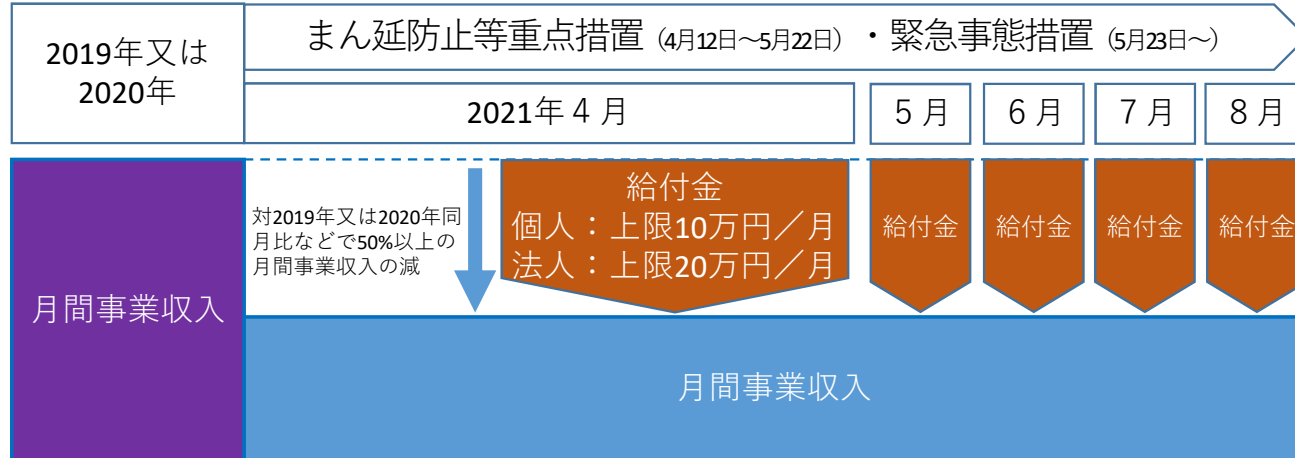 2019年又は
2020年
まん延防止等重点措置（4月12日～5月22日）・緊急事態措置（5月23日～）
2021年４月
５月
６月
７月
８月
月間事業収入
対2019年又は2020年同
月比などで50%以上の
月間事業収入の減
給付金
個人：上限10万円／月
法人：上限20万円／月
給付金
給付金
給付金
給付金
月間事業収入